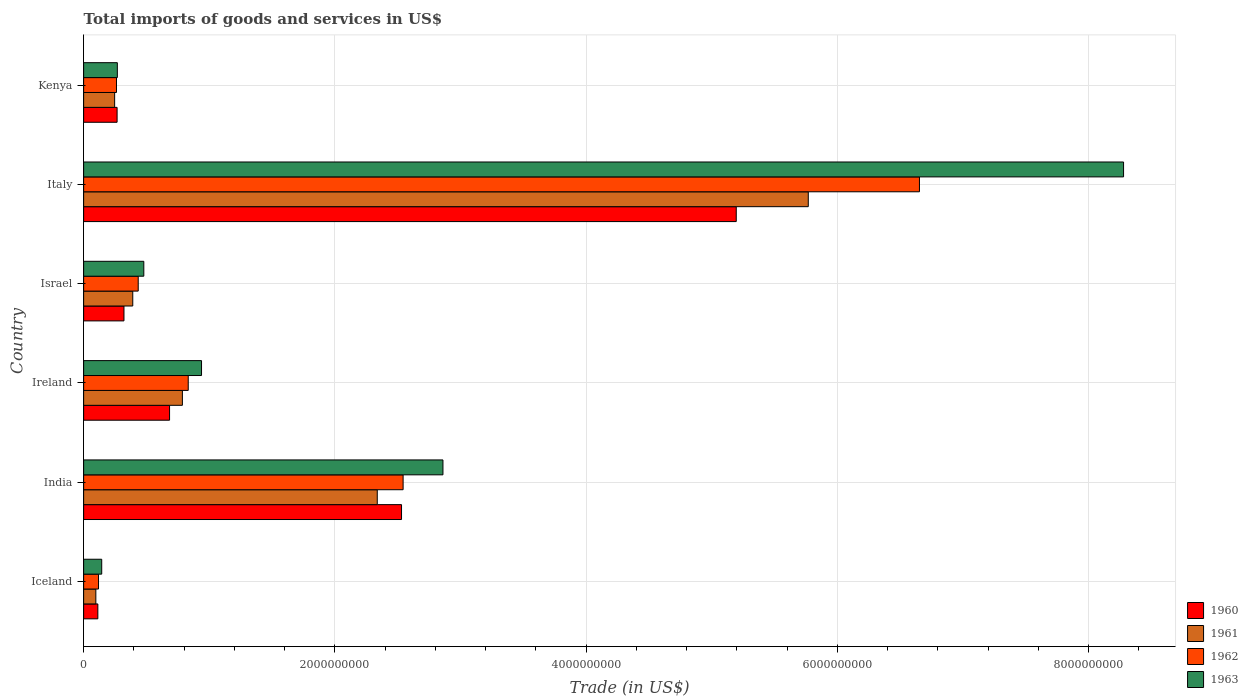 Total imports of goods and services in US$
Kenya
Italy
Israel
Ireland
India
Iceland
Country
0
2000000000
4000000000
6000000000
8000000000
Trade (in US$)
1960
1961
1962
1963